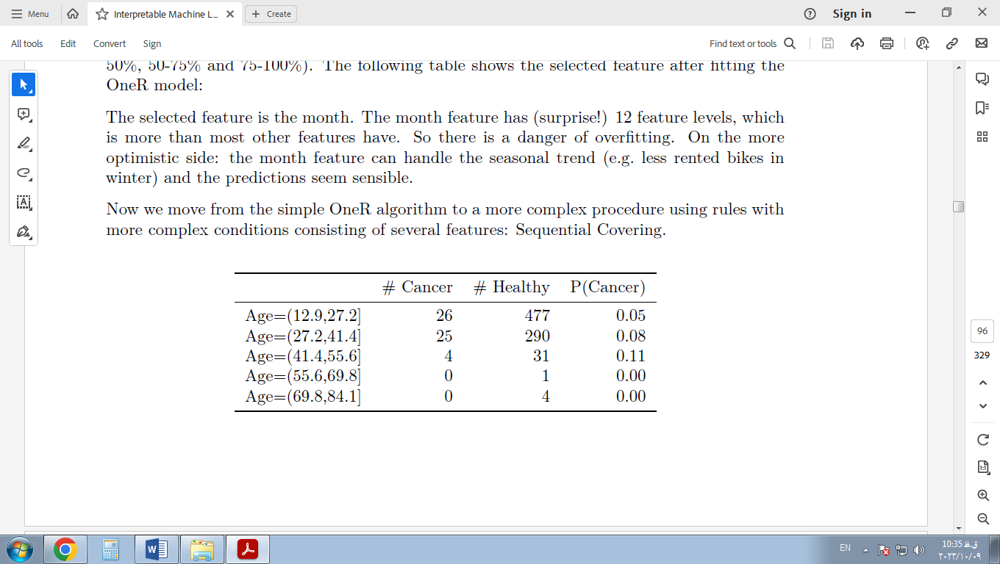 Menu
Interpretable Machine L...
Create
Sign in
All tools
Edit
Convert
Sign
Find text or tools
50%, 50-75% and 75-100%). The following table shows the selected feature after fitting the
OneR model:
The selected feature is the month. The month feature has (surprise!) 12 feature levels, which
is more than most other features have. So there is a danger of overfitting. On the more
optimistic side: the month feature can handle the seasonal trend (e.g. less rented bikes in
winter) and the predictions seem sensible.
Now we move from the simple OneR algorithm to a more complex procedure using rules with
more complex conditions consisting of several features: Sequential Covering.
# Cancer # Healthy P(Cancer)
Age=(12.9,27.2] 26 477 0.05
Age=(27.2,41.4] 25 290 0.08
Age=(41.4,55.6] 4 31 0.11
Age=(55.6,69.8] 0 1 0.00
Age=(69.8,84.1] 0 4 0.00
96
329
EN
10:35 ق.ظ
۲۰۲۳/۱۰/۰۹